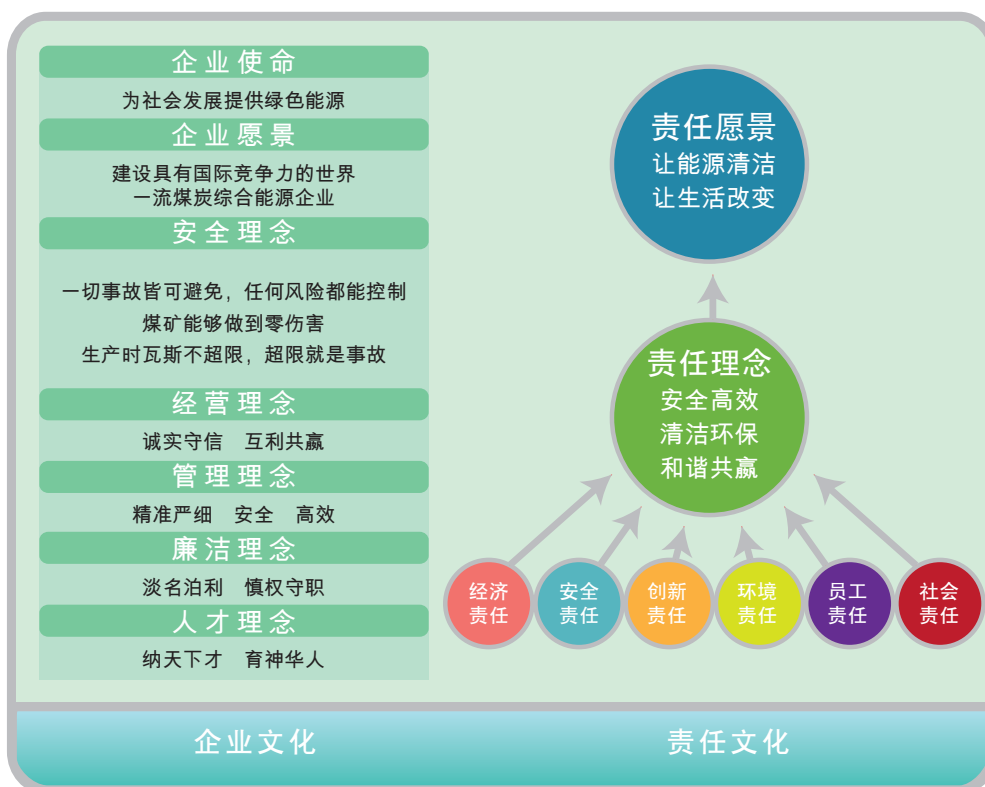 企业使命
为社会发展提供绿色能源
企业愿景
建设具有国际竞争力的世界
一流煤炭综合能源企业
安全理念
一切事故皆可避免，任何风险都能控制
煤矿能够做到零伤害
生产时瓦斯不超限，超限就是事故
经营理念
诚实守信 互利共赢
管理理念
精准严细 安全 高效
廉洁理念
淡名泊利 慎权守职
人才理念
纳天下才 育神华人
企业文化
责任愿景
让能源清洁
让生活改变
责任理念
安全高效
清洁环保
和谐共赢
经济
责任
安全
责任
创新
责任
环境
责任
员工
责任
社会
责任
责任文化